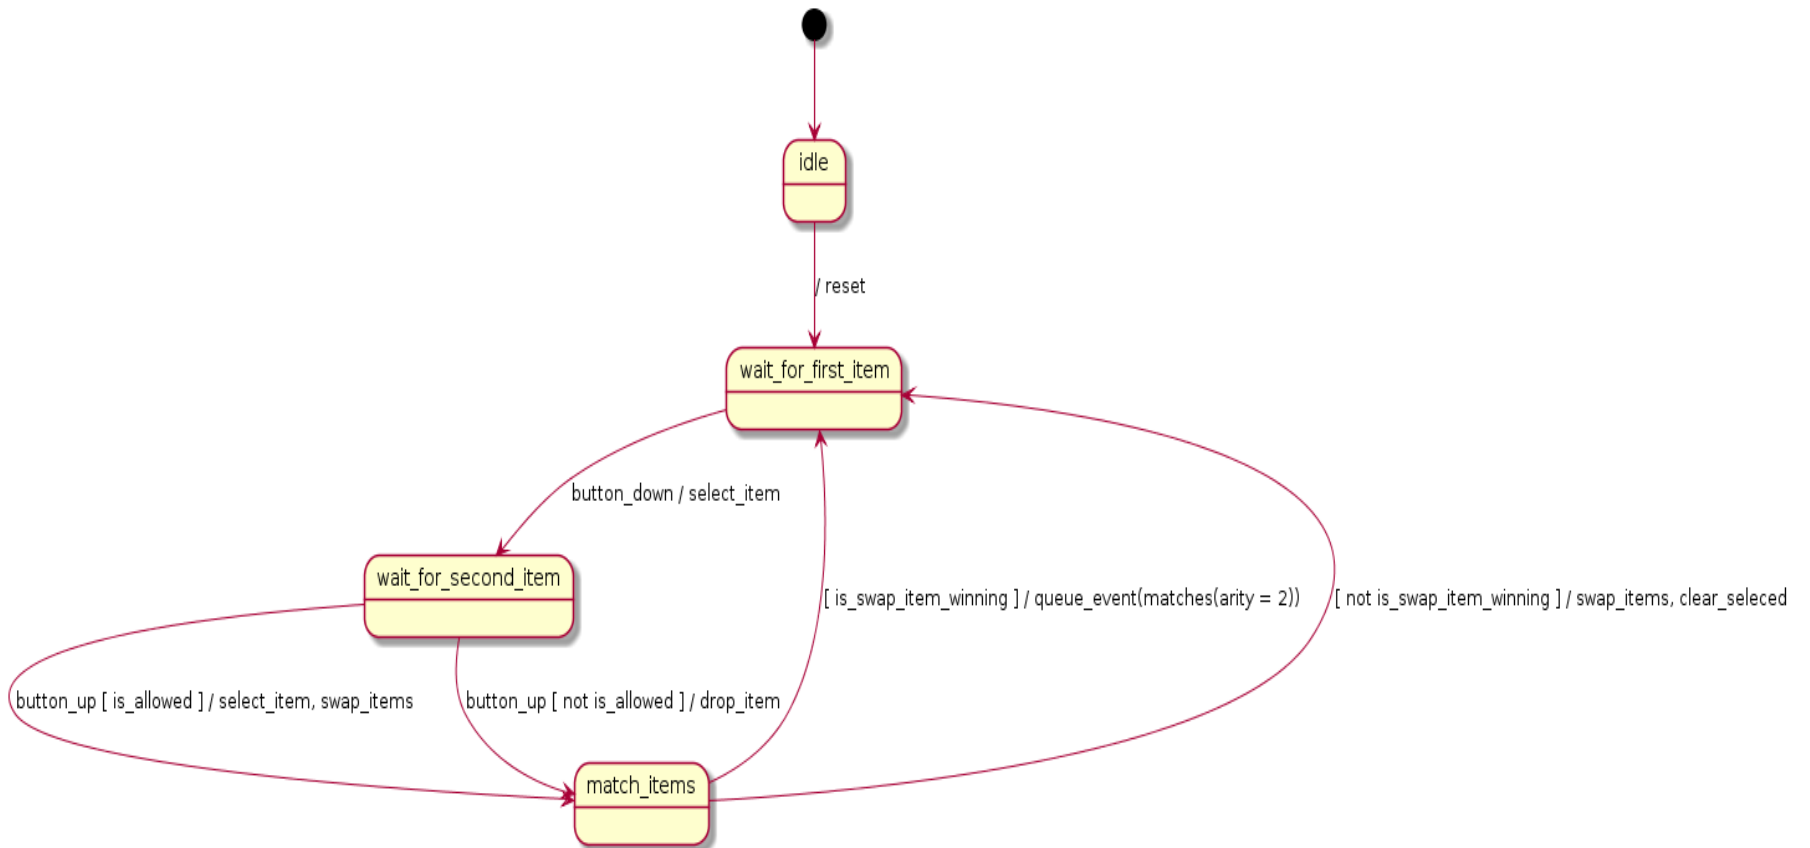 idle
/ reset
wait_for_first_item
button_down / select_item
wait_for_second_item
[ is_swap_item_winning ] / queue_event(matches(arity = 2))
[ not is_swap_item_winning ] / swap_items, clear_seleced
button_up [ is_allowed ] / select_item, swap_items
button_up [ not is_allowed ] / drop_item
match_items